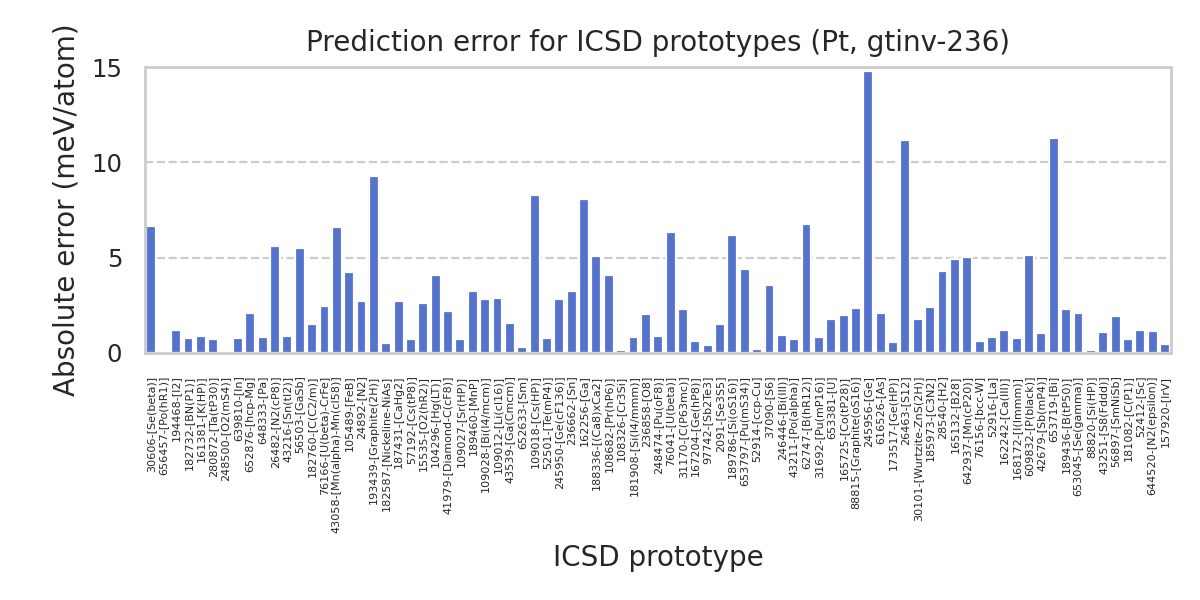 Prediction error for ICSD prototypes (Pt, gtinv-236)
Absolute error (meV/atom)
15
10
5
0
30606-[Se(beta)]
656457-[Po(hR1)]
194468-[I2]
182732-[BN(P1)]
161381-[K(HP)]
280872-[Ta(tP30)]
248500-[O2(mS4)]
639810-[In]
652876-[hcp-Mg]
648333-[Pa]
26482-[N2(cP8)]
43216-[Sn(tI2)]
56503-[GaSb]
182760-[C(C2/m)]
76166-[U(beta)-CrFe]
43058-[Mn(alpha)-Mn(cI58)]
1054899-[FeB]
24892-[N2]
193439-[Graphite(2H)]
182587-[Nickeline-NiAs]
187431-[CaHg2]
57192-[Cs(tP8)]
15535-[O2(hR2)]
104296-[Hg(LT)]
41979-[Diamond-C(cF8)]
109027-[Sr(HP)]
189460-[MnP]
109028-[Bi(I4/mcm)]
109012-[Li(cI16)]
43539-[Ga(Cmcm)]
652633-[Sm]
109018-[Cs(HP)]
52501-[Te(mP4)]
245950-[Ge(cF136)]
236662-[Sn]
162256-[Ga]
188336-[(Ca8)xCa2]
108682-[Pr(hP6)]
108326-[Cr3Si]
181908-[Si(I4/mmm)]
236858-[O8]
248474-[Pu(oF8)]
76041-[U(beta)]
31170-[C(P63mc)]
167204-[Ge(hP8)]
97742-[Sb2Te3]
2091-[Se3S5]
189786-[Si(oS16)]
653797-[Pu(mS34)]
52914-[ccp-Cu]
37090-[S6]
246446-[Bi(III)]
43211-[Po(alpha)]
62747-[B(hR12)]
31692-[Pu(mP16)]
653381-[U]
165725-[Co(tP28)]
88815-[Graphite(oS16)]
245956-[Ge]
616526-[As]
173517-[Ge(HP)]
26463-[S12]
30101-[Wurtzite-ZnS(2H)]
185973-[C3N2]
28540-[H2]
165132-[B28]
642937-[Mn(cP20)]
76156-[bcc-W]
52916-[La]
162242-[Ca(III)]
168172-[I(Immm)]
609832-[P(black)]
42679-[Sb(mP4)]
653719-[Bi]
189436-[B(tP50)]
653045-[Se(gamma)]
88820-[Si(HP)]
43251-[S8(Fddd)]
56897-[SmNiSb]
181082-[C(P1)]
52412-[Sc]
644520-[N2(epsilon)]
157920-[IrV]
ICSD prototype